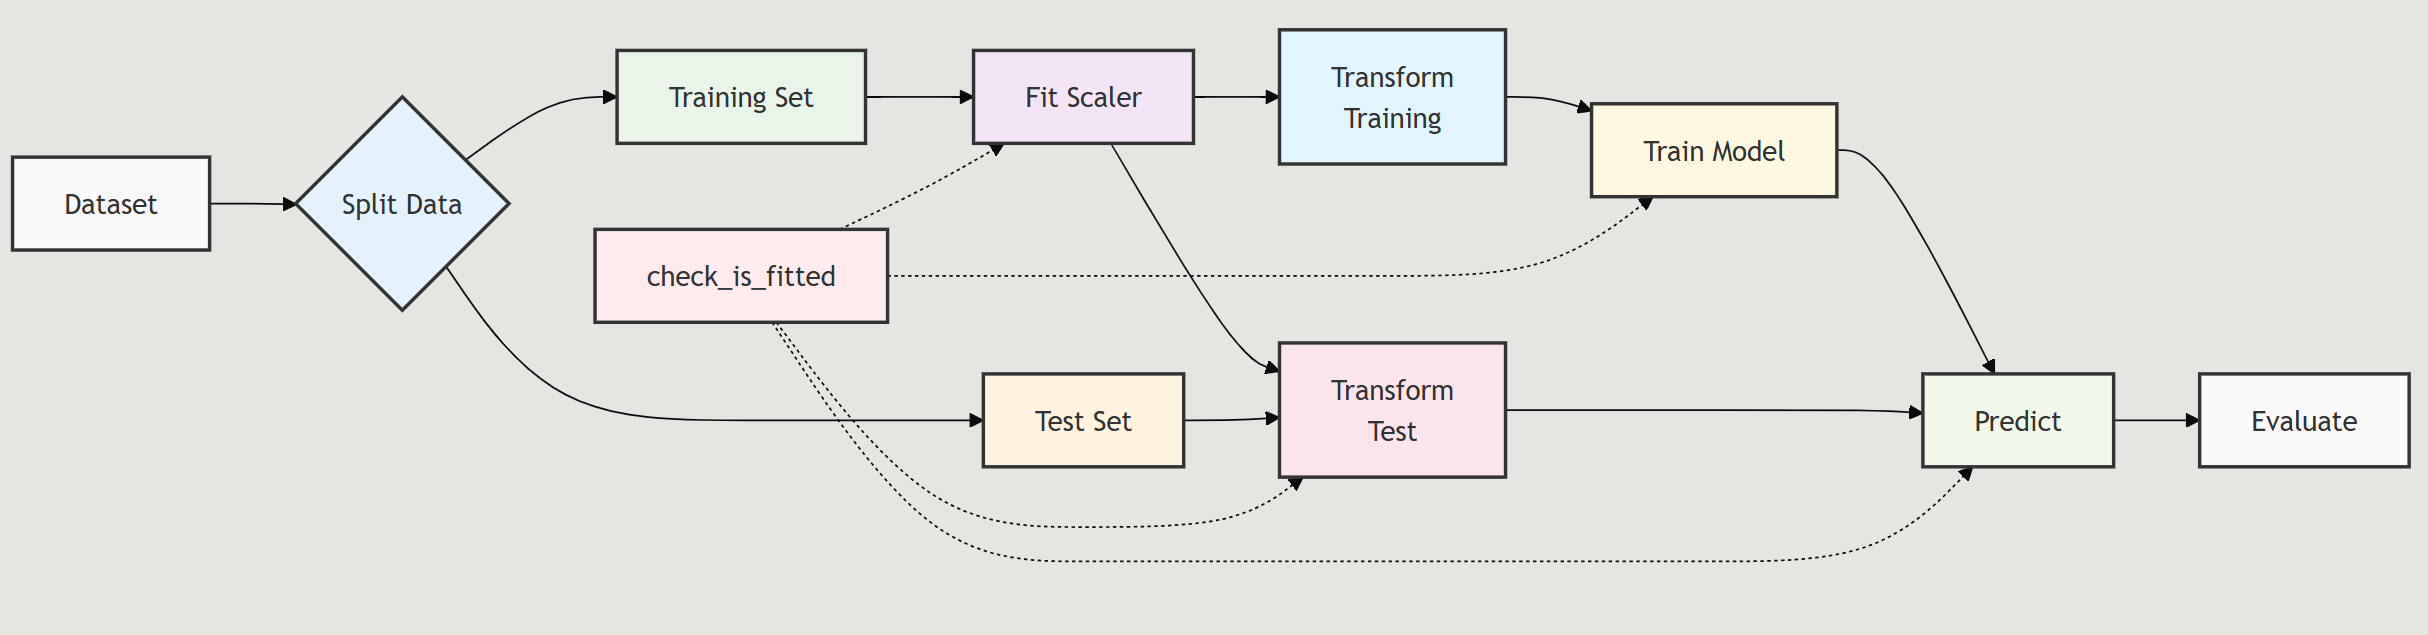 Dataset
Split Data
Training Set
Fit Scaler
Transform
Training
Train Model
check_is_fitted
Test Set
Transform
Test
Predict
Evaluate